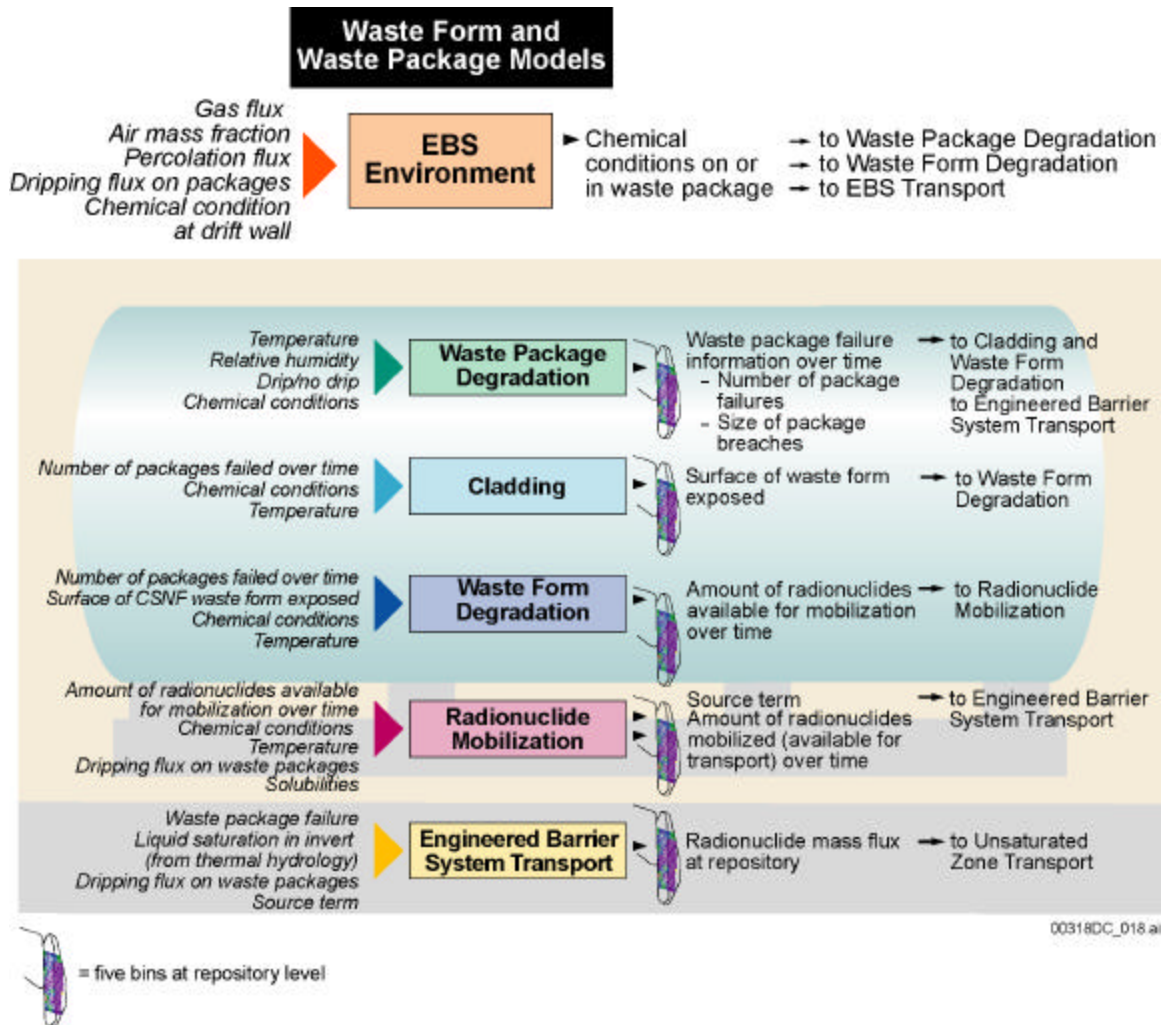 Waste Form and
Waste Package Models
Gas flux
Air mass fraction
Percolation flux
Dripping flux on packages
Chemical condition
at drift wall
EBS
Environment
Chemical
conditions on or
in waste package
to Waste Package Degradation
to Waste Form Degradation
to EBS Transport
Temperature
Relative humidity
Drip/no drip
Chemical conditions
Waste Package
Degradation
Waste package failure
information over time
- Number of package
failures
- Size of package
breaches
to Cladding and
Waste Form
Degradation
to Engineered Barrier
System Transport
Number of packages failed over time
Chemical conditions
Temperature
Cladding
Surface of waste form
exposed
to Waste Form
Degradation
Number of packages failed over time
Surface of CSNF waste form exposed
Chemical conditions
Temperature
Waste Form
Degradation
Amount of radionuclides
available for mobilization
over time
to Radionuclide
Mobilization
Amount of radionuclides available
for mobilization over time
Chemical conditions
Temperature
Dripping flux on waste packages
Solubilities
Radionuclide
Mobilization
Source term
Amount of radionuclides
mobilized (available for
transport) over time
to Engineered Barrier
System Transport
Waste package failure
Liquid saturation in invert
(from thermal hydrology)
Dripping flux on waste packages
Source term
Engineered Barrier
System Transport
Radionuclide mass flux
at repository
to Unsaturated
Zone Transport
00318DC_018.ai
= five bins at repository level